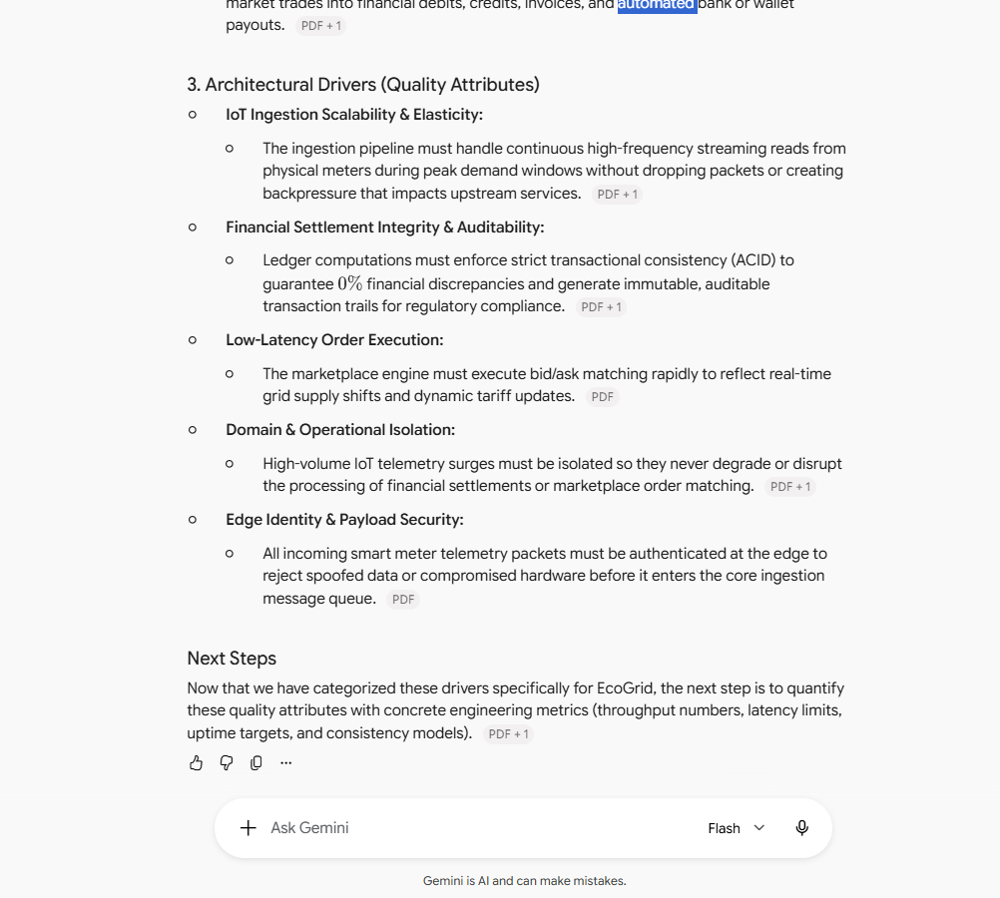 market trades into financial debits, credits, invoices, and automated bank or wallet
payouts. PDF + 1
3. Architectural Drivers (Quality Attributes)
IoT Ingestion Scalability & Elasticity:
The ingestion pipeline must handle continuous high-frequency streaming reads from
physical meters during peak demand windows without dropping packets or creating
backpressure that impacts upstream services. PDF + 1
Financial Settlement Integrity & Auditability:
Ledger computations must enforce strict transactional consistency (ACID) to
guarantee 0% financial discrepancies and generate immutable, auditable
transaction trails for regulatory compliance. PDF + 1
Low-Latency Order Execution:
The marketplace engine must execute bid/ask matching rapidly to reflect real-time
grid supply shifts and dynamic tariff updates. PDF
Domain & Operational Isolation:
High-volume IoT telemetry surges must be isolated so they never degrade or disrupt
the processing of financial settlements or marketplace order matching. PDF + 1
Edge Identity & Payload Security:
All incoming smart meter telemetry packets must be authenticated at the edge to
reject spoofed data or compromised hardware before it enters the core ingestion
message queue. PDF
Next Steps
Now that we have categorized these drivers specifically for EcoGrid, the next step is to quantify
these quality attributes with concrete engineering metrics (throughput numbers, latency limits,
uptime targets, and consistency models). PDF + 1
Ask Gemini Flash
Gemini is AI and can make mistakes.